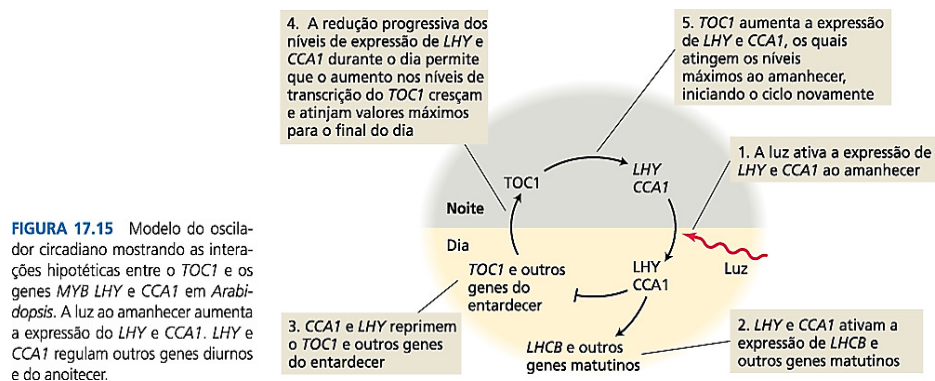 4. A redução progressiva dos
níveis de expressão de LHY e
CCA1 durante o dia permite
que o aumento nos níveis de
transcrição do TOC1 cresçam
e atinjam valores máximos
para o final do dia
5. TOC1 aumenta a expressão
de LHY e CCA1, os quais
atingem os níveis
máximos ao amanhecer,
iniciando o ciclo novamente
1. A luz ativa a expressão de
LHY e CCA1 ao amanhecer
TOC1
LHY
CCA1
Noite
Dia
TOC1 e outros
genes do
entardecer
LHY
CCA1
Luz
3. CCA1 e LHY reprimem
o TOC1 e outros genes
do entardecer
LHCB e outros
genes matutinos
2. LHY e CCA1 ativam a
expressão de LHCB e
outros genes matutinos
FIGURA 17.15 Modelo do oscila-
dor circadiano mostrando as intera-
ções hipotéticas entre o TOC1 e os
genes MYB LHY e CCA1 em Arabi-
dopsis. A luz ao amanhecer aumenta
a expressão do LHY e CCA1. LHY e
CCA1 regulam outros genes diurnos
e do anoitecer.